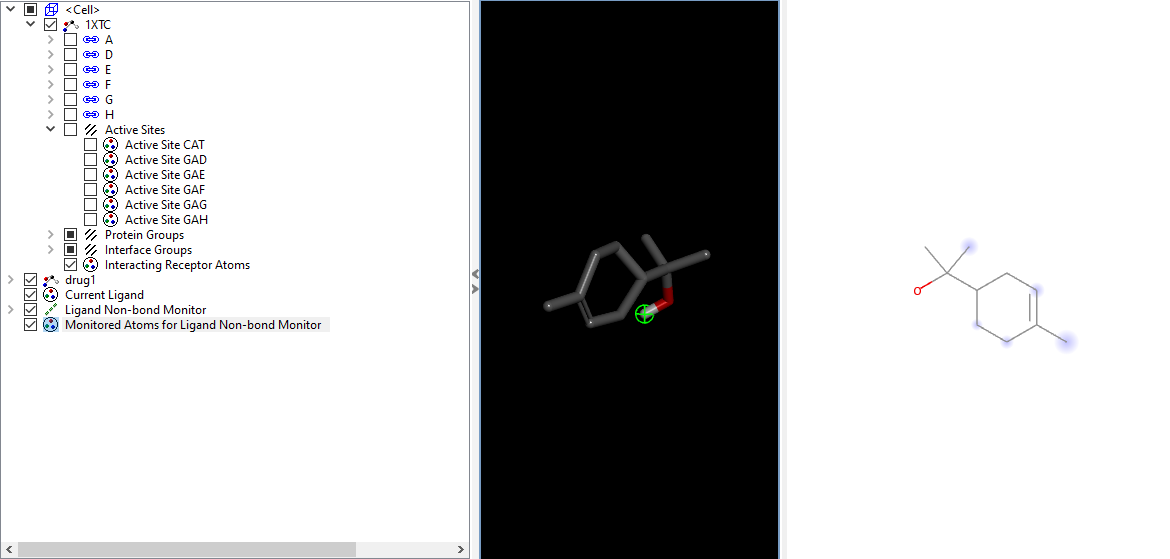 <Cell>
1XTC
A
D
E
F
G
H
Active Sites
Active Site CAT
Active Site GAD
Active Site GAE
Active Site GAF
Active Site GAG
Active Site GAH
Protein Groups
Interface Groups
Interacting Receptor Atoms
drug1
Current Ligand
Ligand Non-bond Monitor
Monitored Atoms for Ligand Non-bond Monitor
O